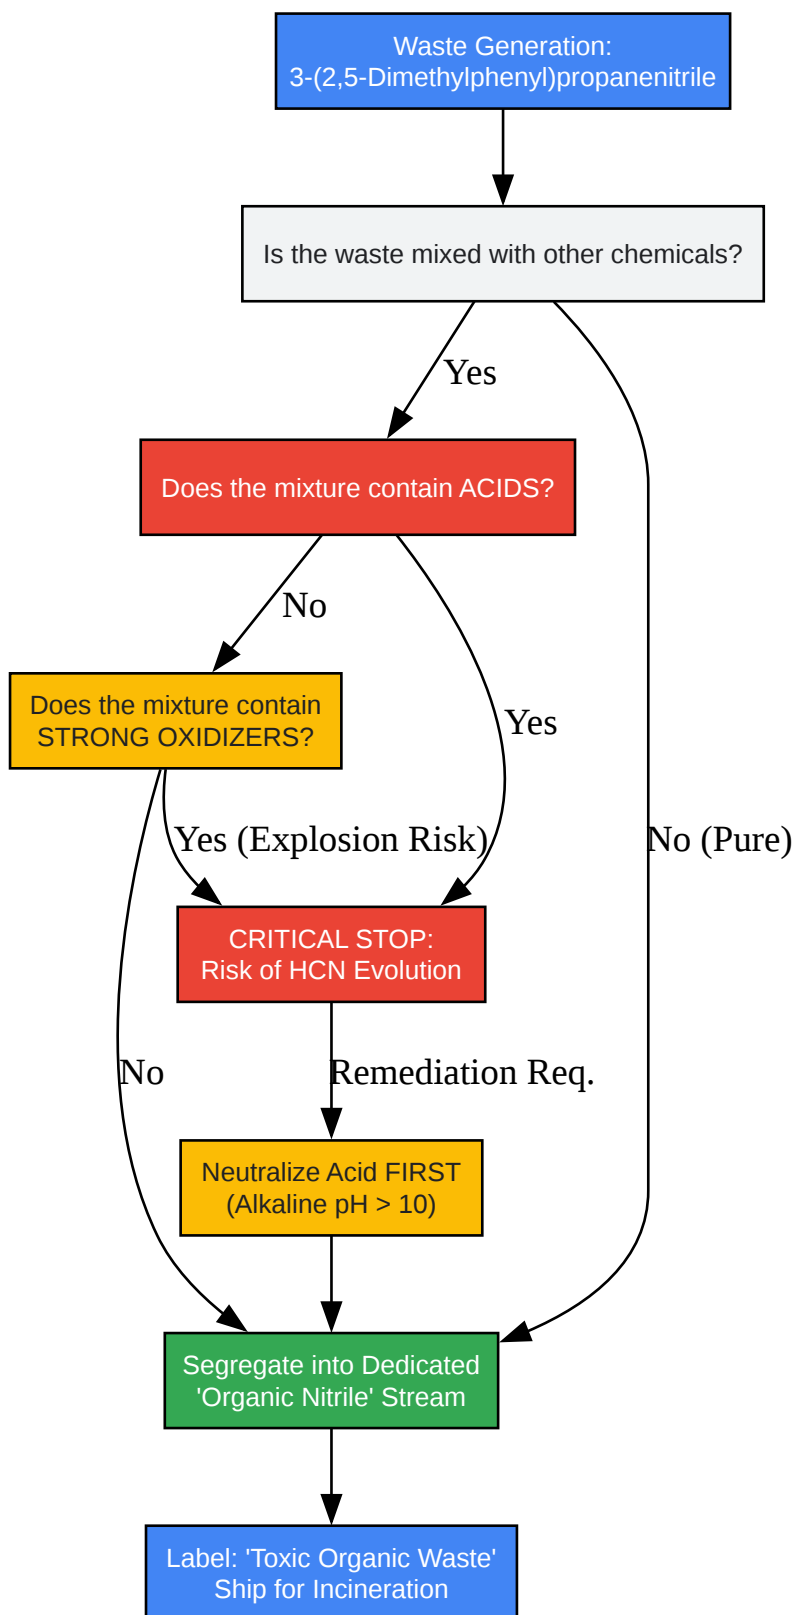 Waste Generation:
3-(2,5-Dimethylphenyl)propanenitrile
Is the waste mixed with other chemicals?
Yes
Does the mixture contain ACIDS?
No
Does the mixture contain
STRONG OXIDIZERS?
Yes
Yes (Explosion Risk)
No (Pure)
CRITICAL STOP:
Risk of HCN Evolution
No
Remediation Req.
Neutralize Acid FIRST
(Alkaline pH > 10)
Segregate into Dedicated
'Organic Nitrile' Stream
Label: 'Toxic Organic Waste'
Ship for Incineration